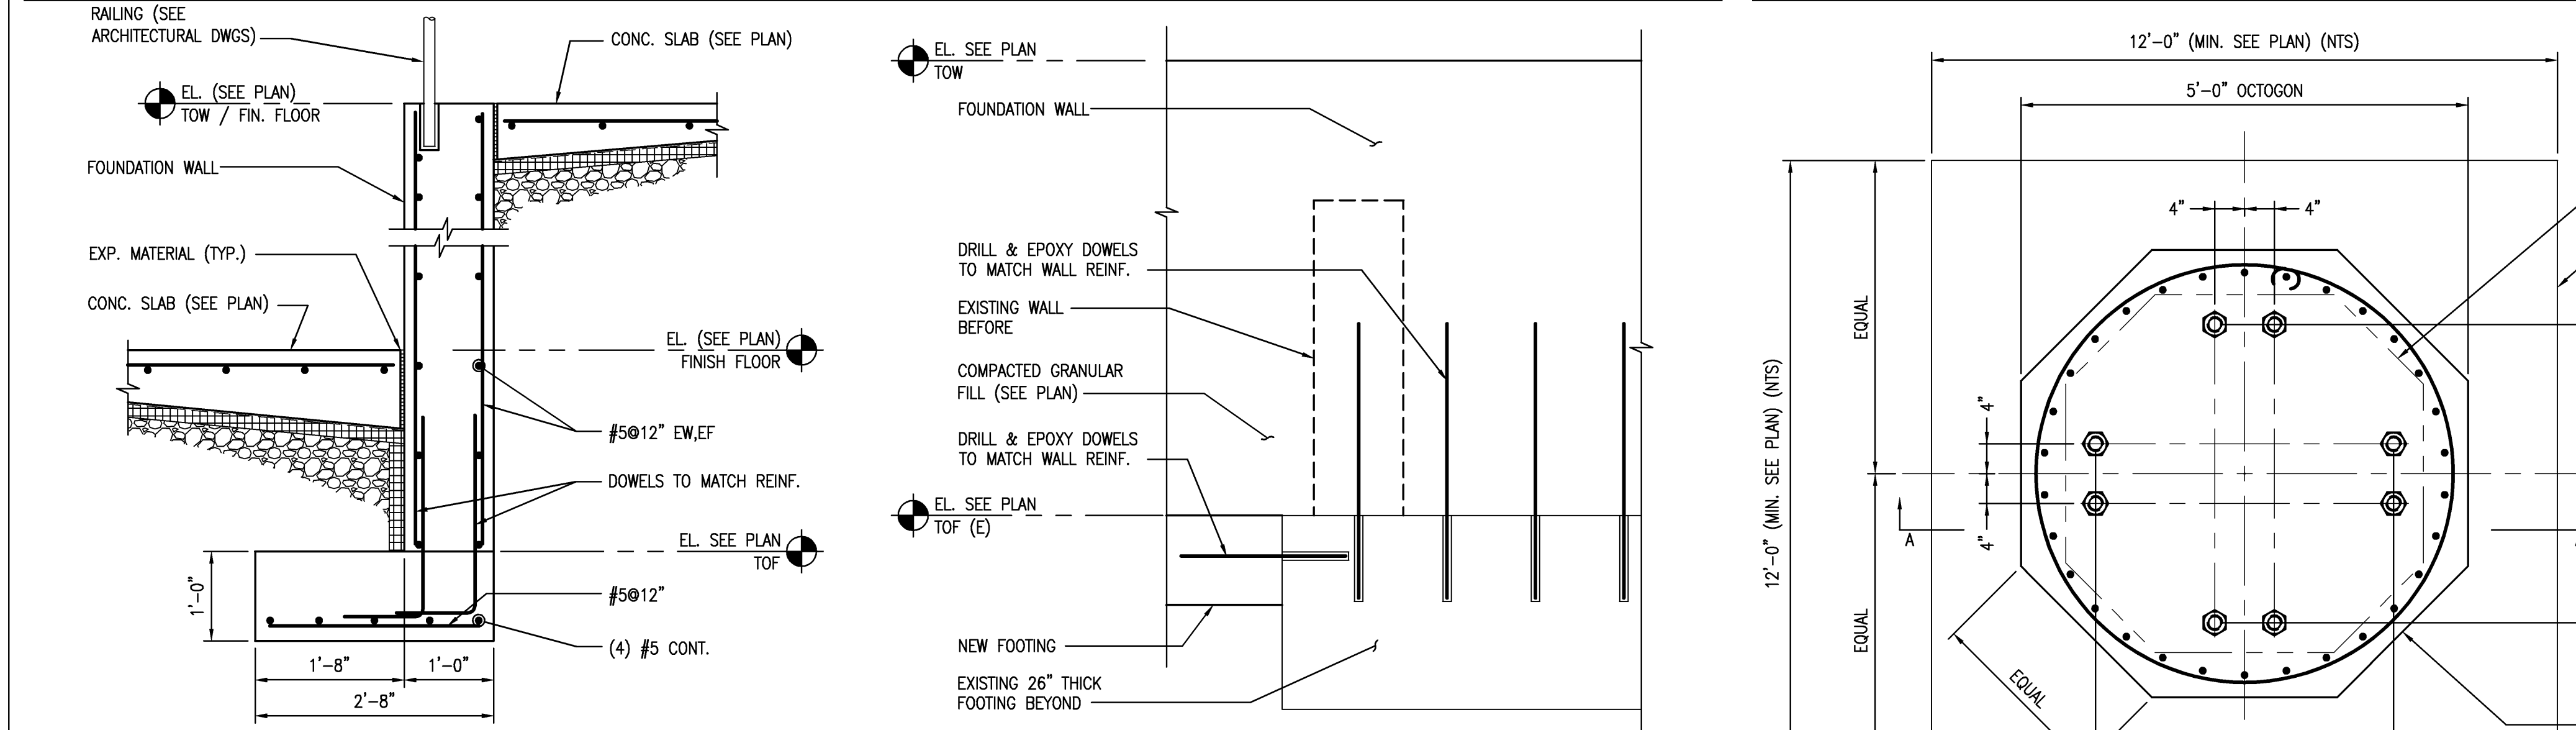 RAILING (SEE
ARCHITECTURAL DWGS)
CONC. SLAB (SEE PLAN)
EL. (SEE PLAN)
TOW / FIN. FLOOR
FOUNDATION WALL
EXP. MATERIAL (TYP.)
CONC. SLAB (SEE PLAN)
EL. (SEE PLAN)
FINISH FLOOR
#5@12" EW,EF
DOWELS TO MATCH REINF.
EL. SEE PLAN
TOF
1'-0"
#5@12"
(4) #5 CONT.
1'-8"
1'-0"
2'-8"
EL. SEE PLAN
TOW
FOUNDATION WALL
DRILL & EPOXY DOWELS
TO MATCH WALL REINF.
EXISTING WALL
BEFORE
COMPACTED GRANULAR
FILL (SEE PLAN)
DRILL & EPOXY DOWELS
TO MATCH WALL REINF.
EL. SEE PLAN
TOF (E)
NEW FOOTING
EXISTING 26" THICK
FOOTING BEYOND
12'-0" (MIN. SEE PLAN) (NTS)
5'-0" OCTOGON
4"
4"
EQUAL
12'-0" (MIN. SEE PLAN) (NTS)
4"
4"
A
EQUAL
EQUAL